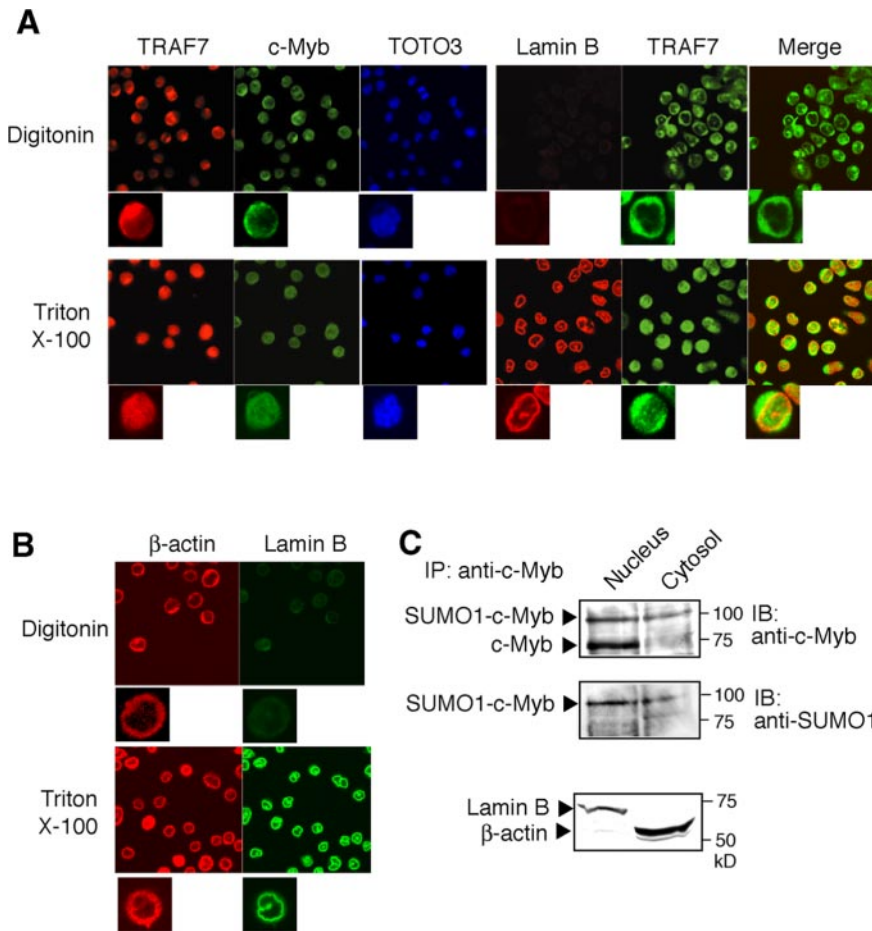 A
TRAF7 c-Myb TOTO3 Lamin B TRAF7 Merge
Digitonin
Triton
X-100
B
β-actin Lamin B
Digitonin
Triton
X-100
C
IP: anti-c-Myb
Nucleus
Cytosol
SUMO1-c-Myb
c-Myb
100
75
IB:
anti-c-Myb
SUMO1-c-Myb
100
75
IB:
anti-SUMO1
Lamin B
β-actin
75
50
kD